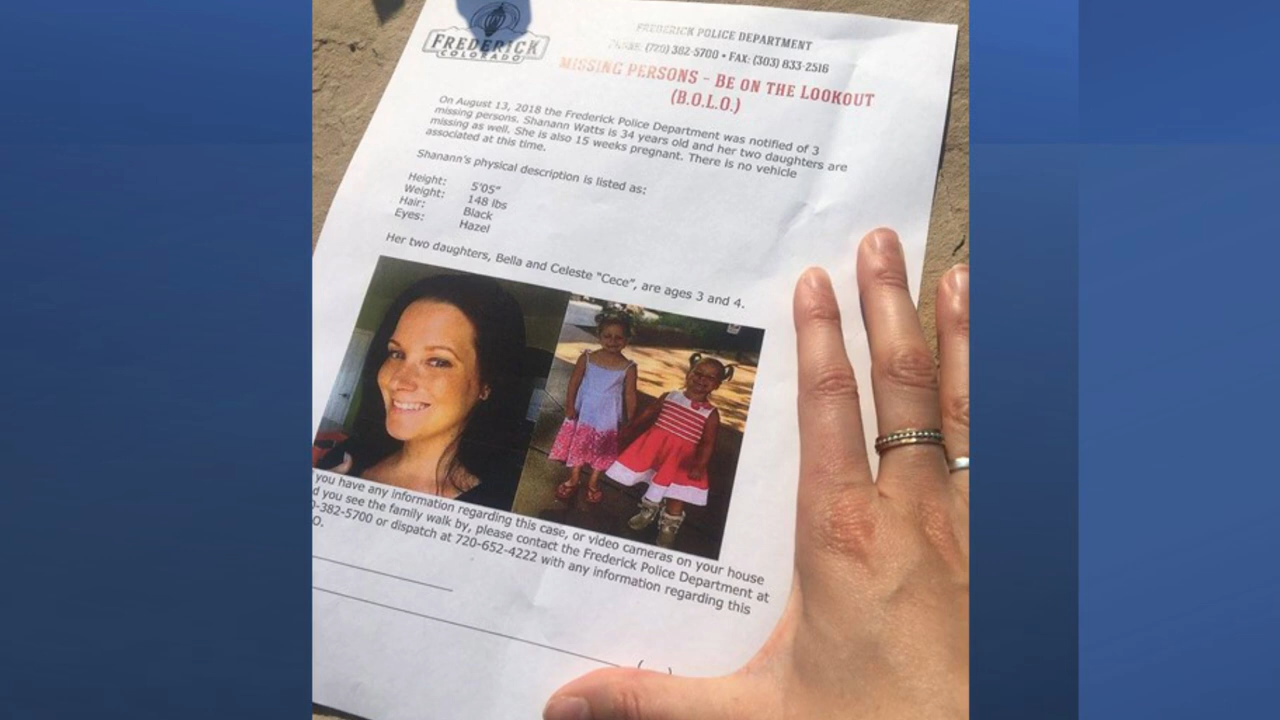 FREDERICK
COLORADO
FREDERICK POLICE DEPARTMENT
PHONE: (720) 382-5700 • FAX: (303) 833-2516
MISSING PERSONS - BE ON THE LOOKOUT
(B.O.L.O.)
On August 13, 2018 the Frederick Police Department was notified of 3
missing persons. Shanann Watts is 34 years old and her two daughters are
missing as well. She is also 15 weeks pregnant. There is no vehicle
associated at this time.
Shanann's physical description is listed as:
Height: 5'05"
Weight: 148 lbs
Hair: Black
Eyes: Hazel
Her two daughters, Bella and Celeste "Cece", are ages 3 and 4.
you have any information regarding this case, or video cameras on your house
d you see the family walk by, please contact the Frederick Police Department at
0-382-5700 or dispatch at 720-652-4222 with any information regarding this
O.